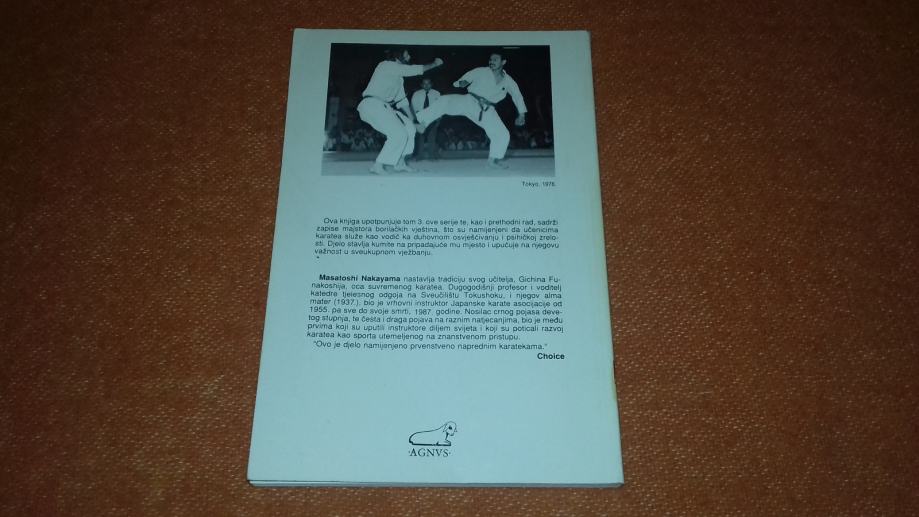 Tokyo, 1976.
Ova knjiga upotpunjuje tom 3. ove serije te, kao i prethodni rad, sadrži
zapise majstora borilačkih vještina, što su namijenjeni da učenicima
karatea služe kao vodič ka duhovnom osvješćivanju i psihičkoj zrelo-
sti. Djelo stavlja kumite na pripadajuće mu mjesto i upućuje na njegovu
važnost u sveukupnom vježbanju.
Masatoshi Nakayama nastavlja tradiciju svog učitelja, Gichina Fu-
nakoshija, oca suvremenog karatea. Dugogodišnji profesor i voditelj
katedre tjelesnog odgoja na Sveučilištu Tokushoku, i njegov alma
mater (1937.), bio je vrhovni instruktor Japanske karate asocijacije od
1955. pa sve do svoje smrti, 1987. godine. Nosilac crnog pojasa deve-
tog stupnja, te česta i draga pojava na raznim natjecanjima, bio je među
prvima koji su uputili instruktore diljem svijeta i koji su poticali razvoj
karatea kao sporta utemeljenog na znanstvenom pristupu.
"Ovo je djelo namijenjeno prvenstveno naprednim karatekama."
Choice
·AGNVS·